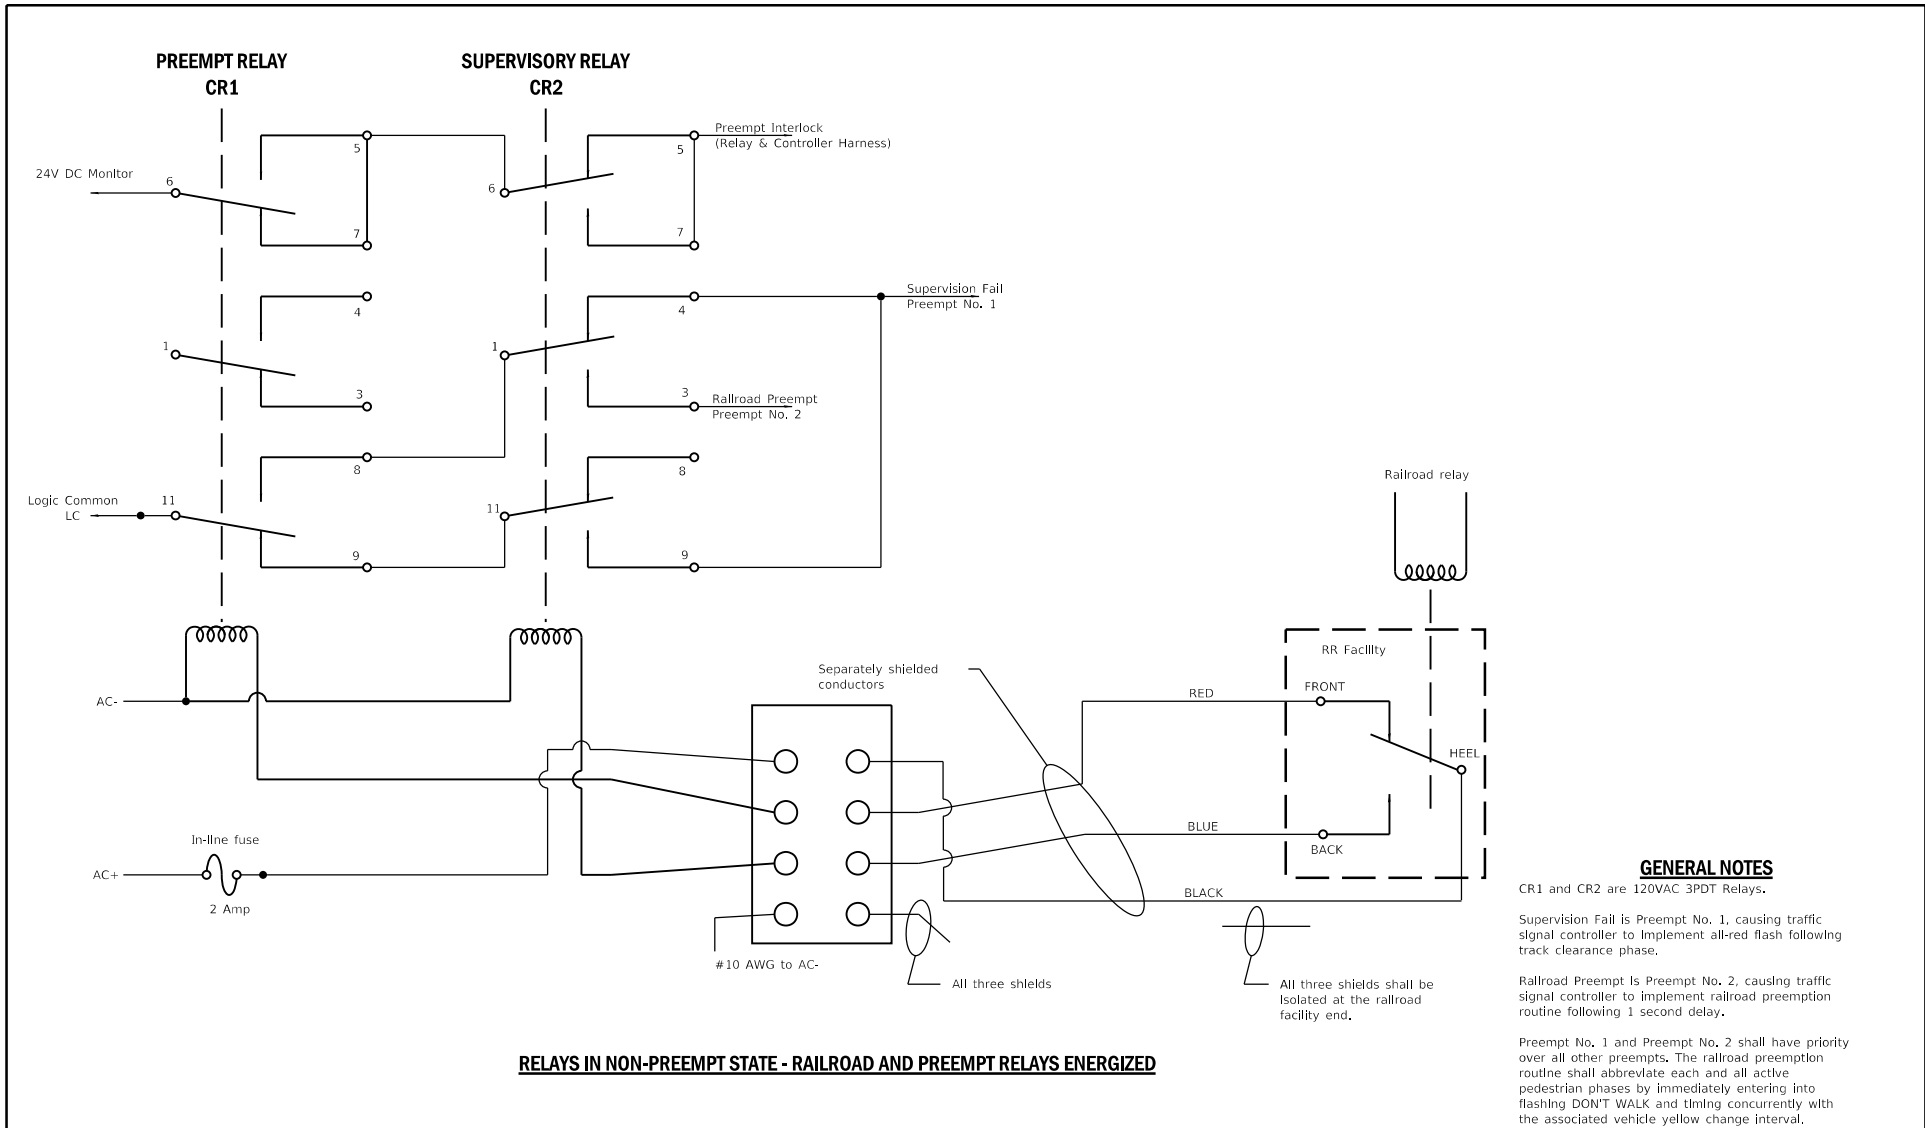 PREEMPT RELAY
CR1
SUPERVISORY RELAY
CR2
Preempt Interlock
(Relay & Controller Harness)
5
5
24V DC Monitor
6
6
7
7
Supervision Fail
Preempt No. 1
4
4
1
1
3
3
Railroad Preempt
Preempt No. 2
8
8
Railroad relay
Logic Common
LC
11
11
9
9
RR Facility
Separately shielded
conductors
FRONT
RED
AC-
HEEL
BLUE
BACK
In-line fuse
AC+
2 Amp
BLACK
#10 AWG to AC-
All three shields
All three shields shall be
isolated at the railroad
facility end.
GENERAL NOTES
CR1 and CR2 are 120VAC 3PDT Relays.
Supervision Fail is Preempt No. 1, causing traffic
signal controller to implement all-red flash following
track clearance phase.
Railroad Preempt is Preempt No. 2, causing traffic
signal controller to implement railroad preemption
routine following 1 second delay.
Preempt No. 1 and Preempt No. 2 shall have priority
over all other preempts. The railroad preemption
routine shall abbreviate each and all active
pedestrian phases by immediately entering into
flashing DON'T WALK and timing concurrently with
the associated vehicle yellow change interval.
RELAYS IN NON-PREEMPT STATE - RAILROAD AND PREEMPT RELAYS ENERGIZED